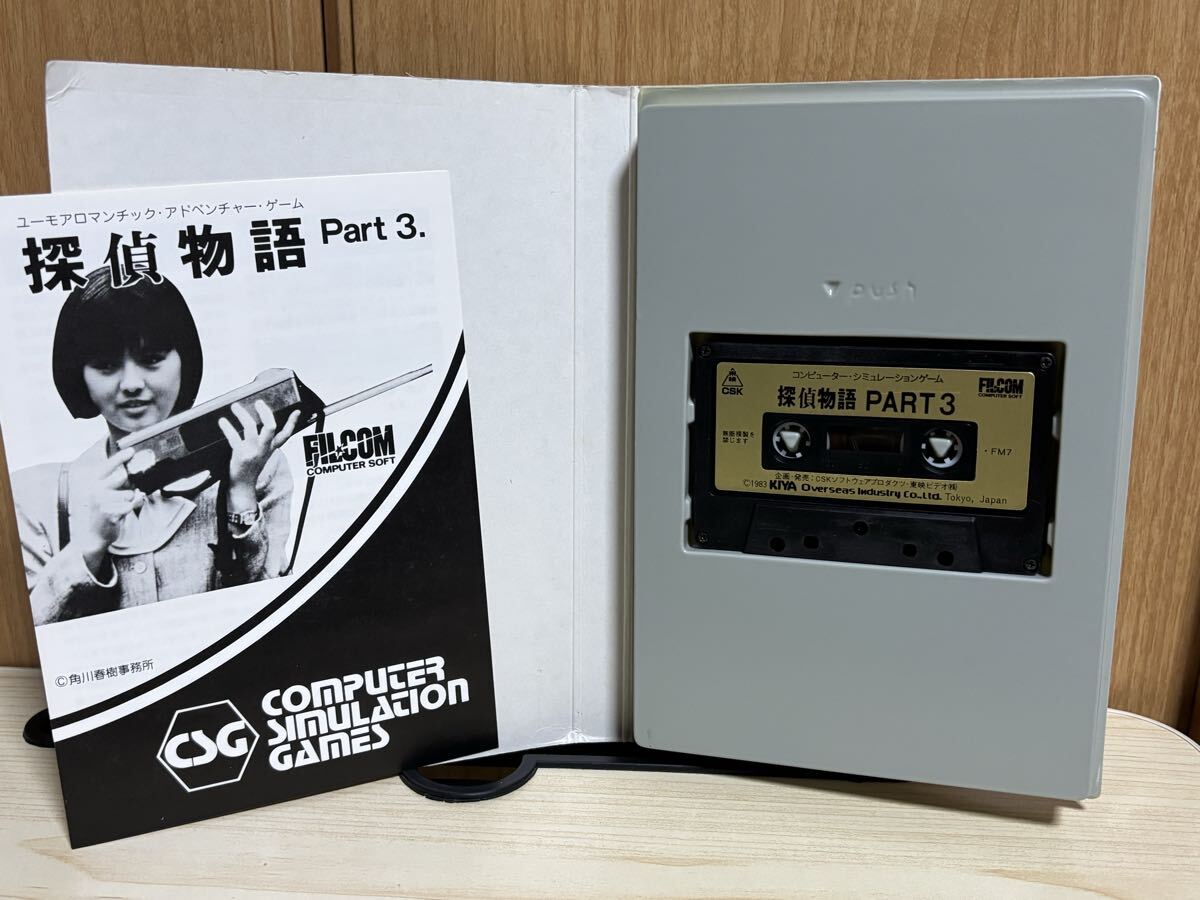 ユーモアロマンチック・アドベンチャー・ゲーム
探偵物語 Part 3.
FILCOM
COMPUTER SOFT
©角川春樹事務所
CSG
COMPUTER
SIMULATION
GAMES
▼ push
コンピューター・シミュレーションゲーム
東映
CSK
FILCOM
COMPUTER SOFT
探偵物語 PART 3
無断複製を
禁じます
・FM7
企画・発売:CSKソフトウェアプロダクツ・東映ビデオ㈱
©1983 KIYA Overseas Industry Co., Ltd. Tokyo, Japan